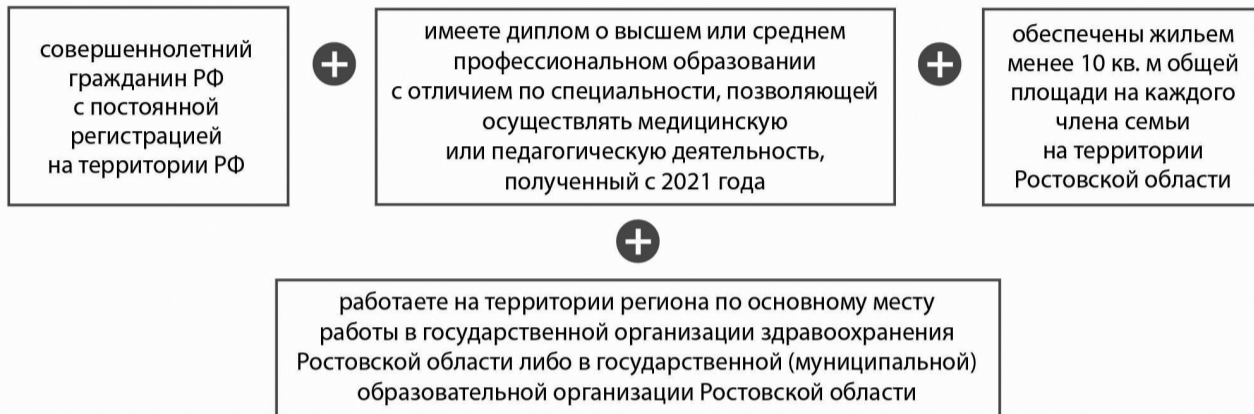 совершеннолетний
гражданин РФ
с постоянной
регистрацией
на территории РФ
имеете диплом о высшем или среднем
профессиональном образовании
с отличием по специальности, позволяющей
осуществлять медицинскую
или педагогическую деятельность,
полученный с 2021 года
обеспечены жильем
менее 10 кв. м общей
площади на каждого
члена семьи
на территории
Ростовской области
работаете на территории региона по основному месту
работы в государственной организации здравоохранения
Ростовской области либо в государственной (муниципальной)
образовательной организации Ростовской области